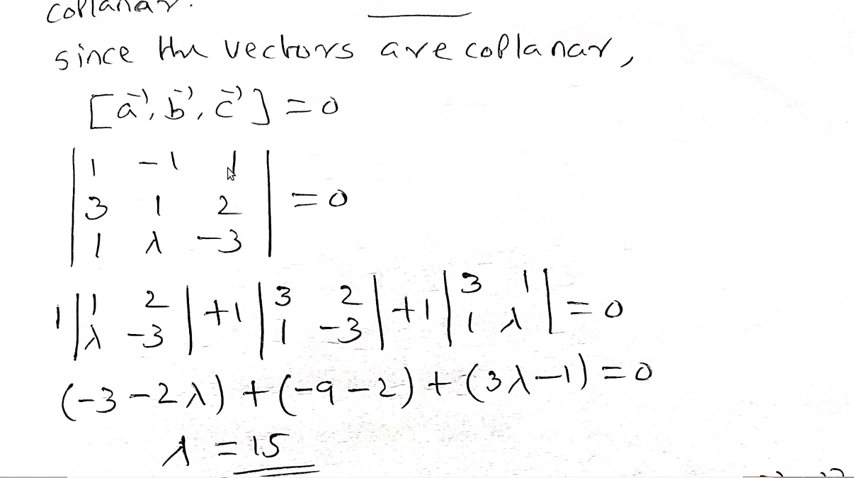 coplanar.
since the vectors are coplanar,
[a⃗, b⃗, c⃗] = 0
| 1 -1 1 |
| 3 1 2 | = 0
| 1 λ -3 |
1 | 1 2 ; λ -3 | + 1 | 3 2 ; 1 -3 | + 1 | 3 1 ; 1 λ | = 0
(-3 - 2λ) + (-9 - 2) + (3λ - 1) = 0
λ = 15